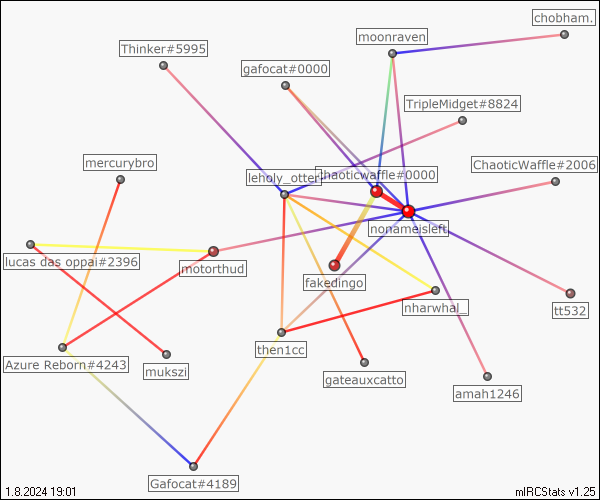 chobham.
moonraven
Thinker#5995
gafocat#0000
TripleMidget#8824
mercurybro
ChaoticWaffle#2006
chaoticwaffle#0000
leholy_otter
nonameisleft
lucas das oppai#2396
motorthud
fakedingo
nharwhal_
tt532
then1cc
Azure Reborn#4243
mukszi
gateauxcatto
amah1246
Gafocat#4189
1.8.2024 19:01
mIRCStats v1.25